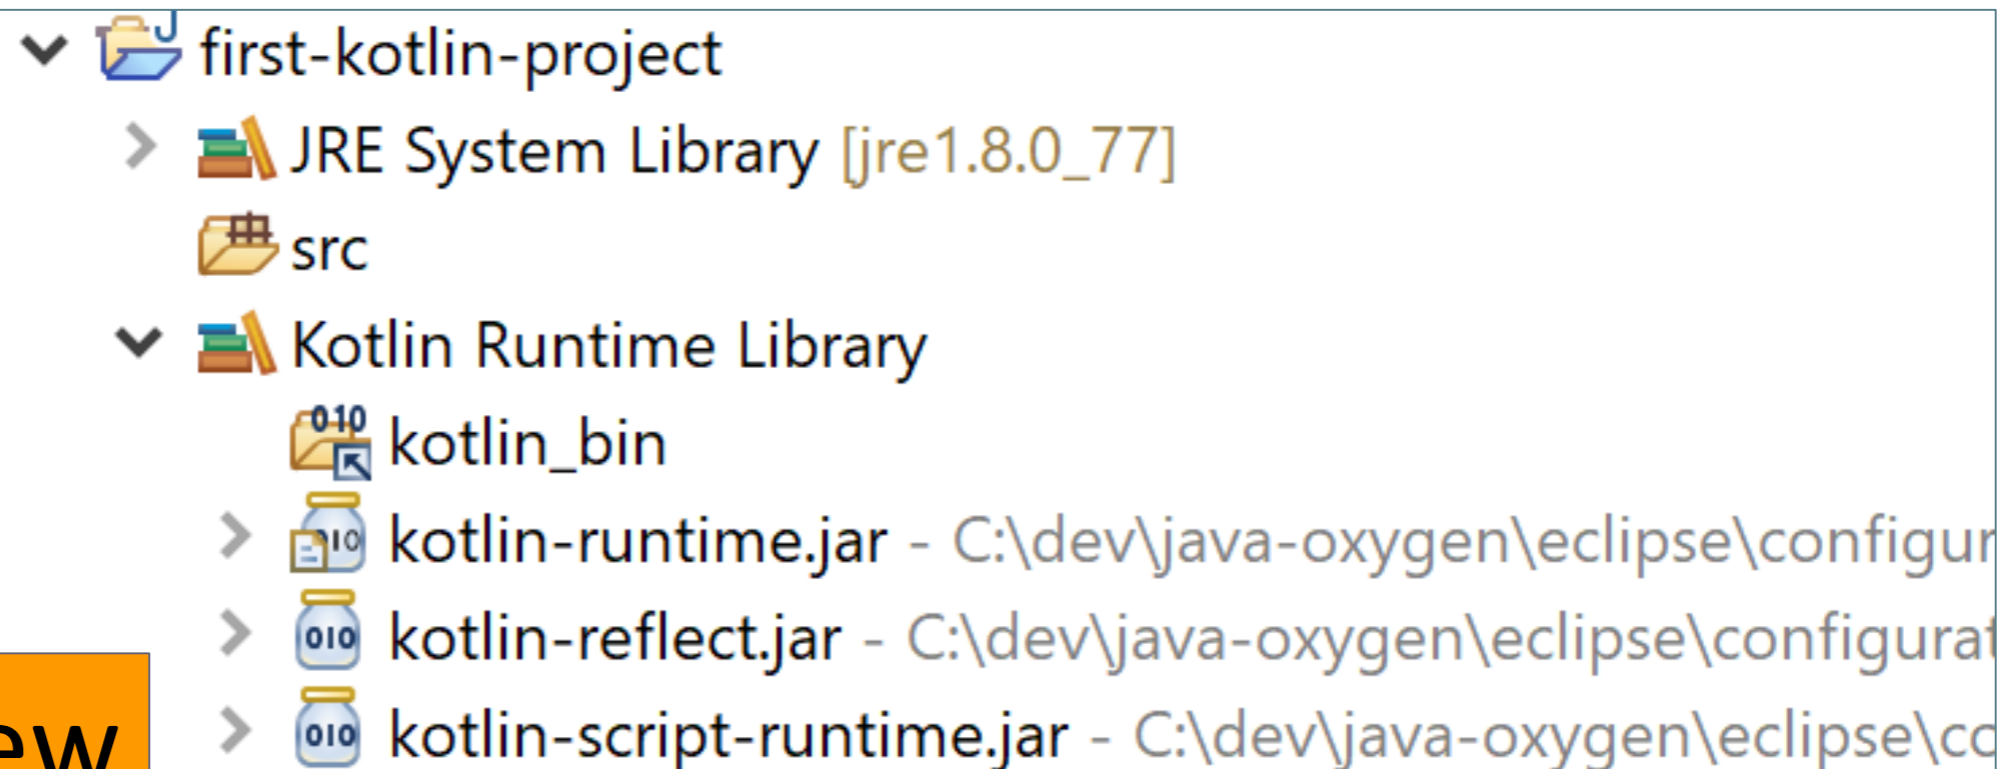 first-kotlin-project
JRE System Library [jre1.8.0_77]
src
Kotlin Runtime Library
kotlin_bin
kotlin-runtime.jar - C:\dev\java-oxygen\eclipse\configur
kotlin-reflect.jar - C:\dev\java-oxygen\eclipse\configurat
kotlin-script-runtime.jar - C:\dev\java-oxygen\eclipse\co
ew